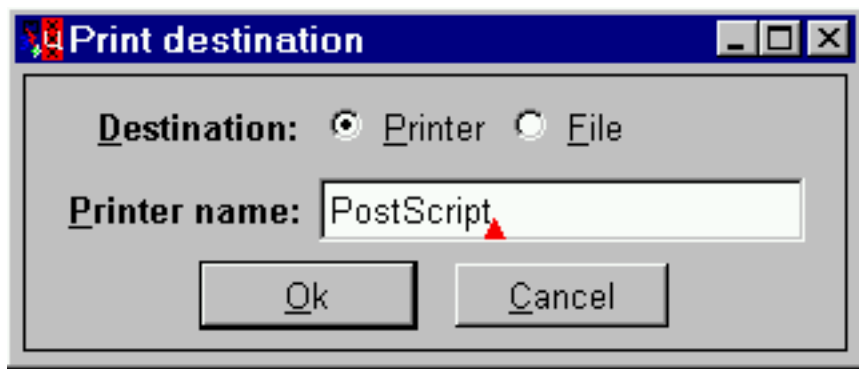 Print destination
Destination: Printer File
Printer name: PostScript
Ok Cancel